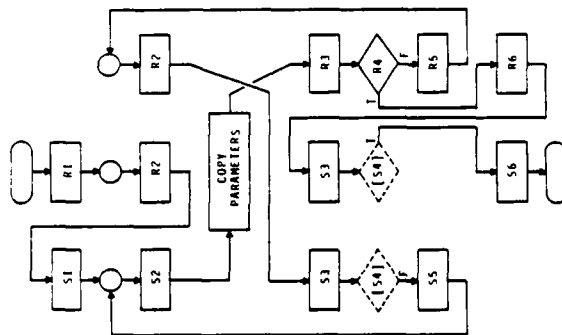 S1
R1
S2
R2
R2
COPY
PARAMETERS
S3
S3
R3
[S4]
[S4]
T
T
R4
F
F
S5
R5
S6
R6